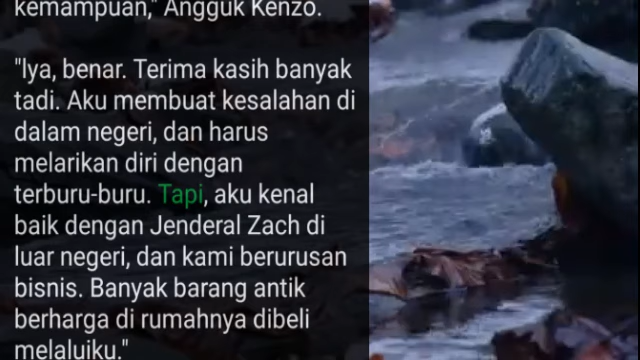 kemampuan," Angguk Kenzo.
"Iya, benar. Terima kasih banyak
tadi. Aku membuat kesalahan di
dalam negeri, dan harus
melarikan diri dengan
terburu-buru. Tapi, aku kenal
baik dengan Jenderal Zach di
luar negeri, dan kami berurusan
bisnis. Banyak barang antik
berharga di rumahnya dibeli
melaluiku."